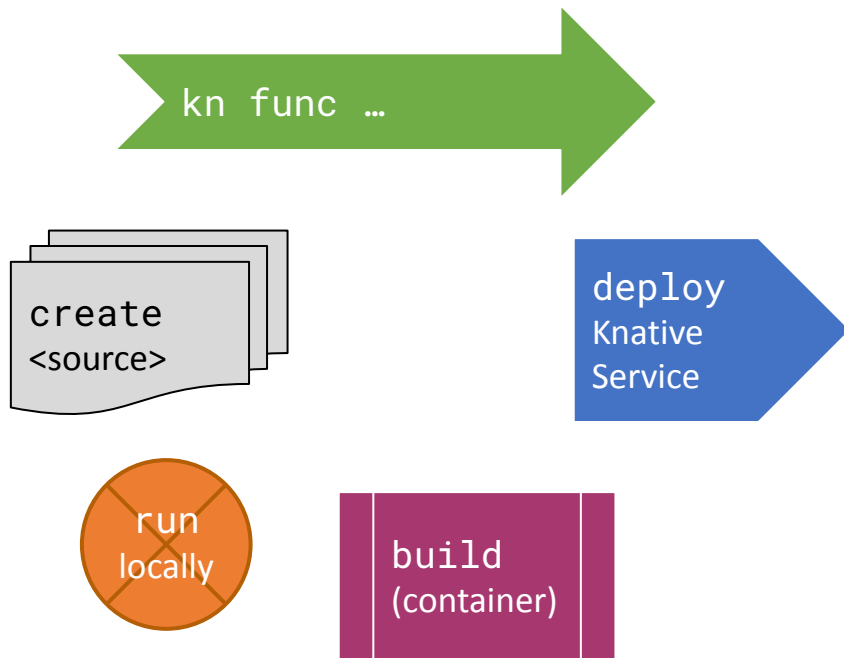 kn func …
create
<source>
deploy
Knative
Service
run
locally
build
(container)